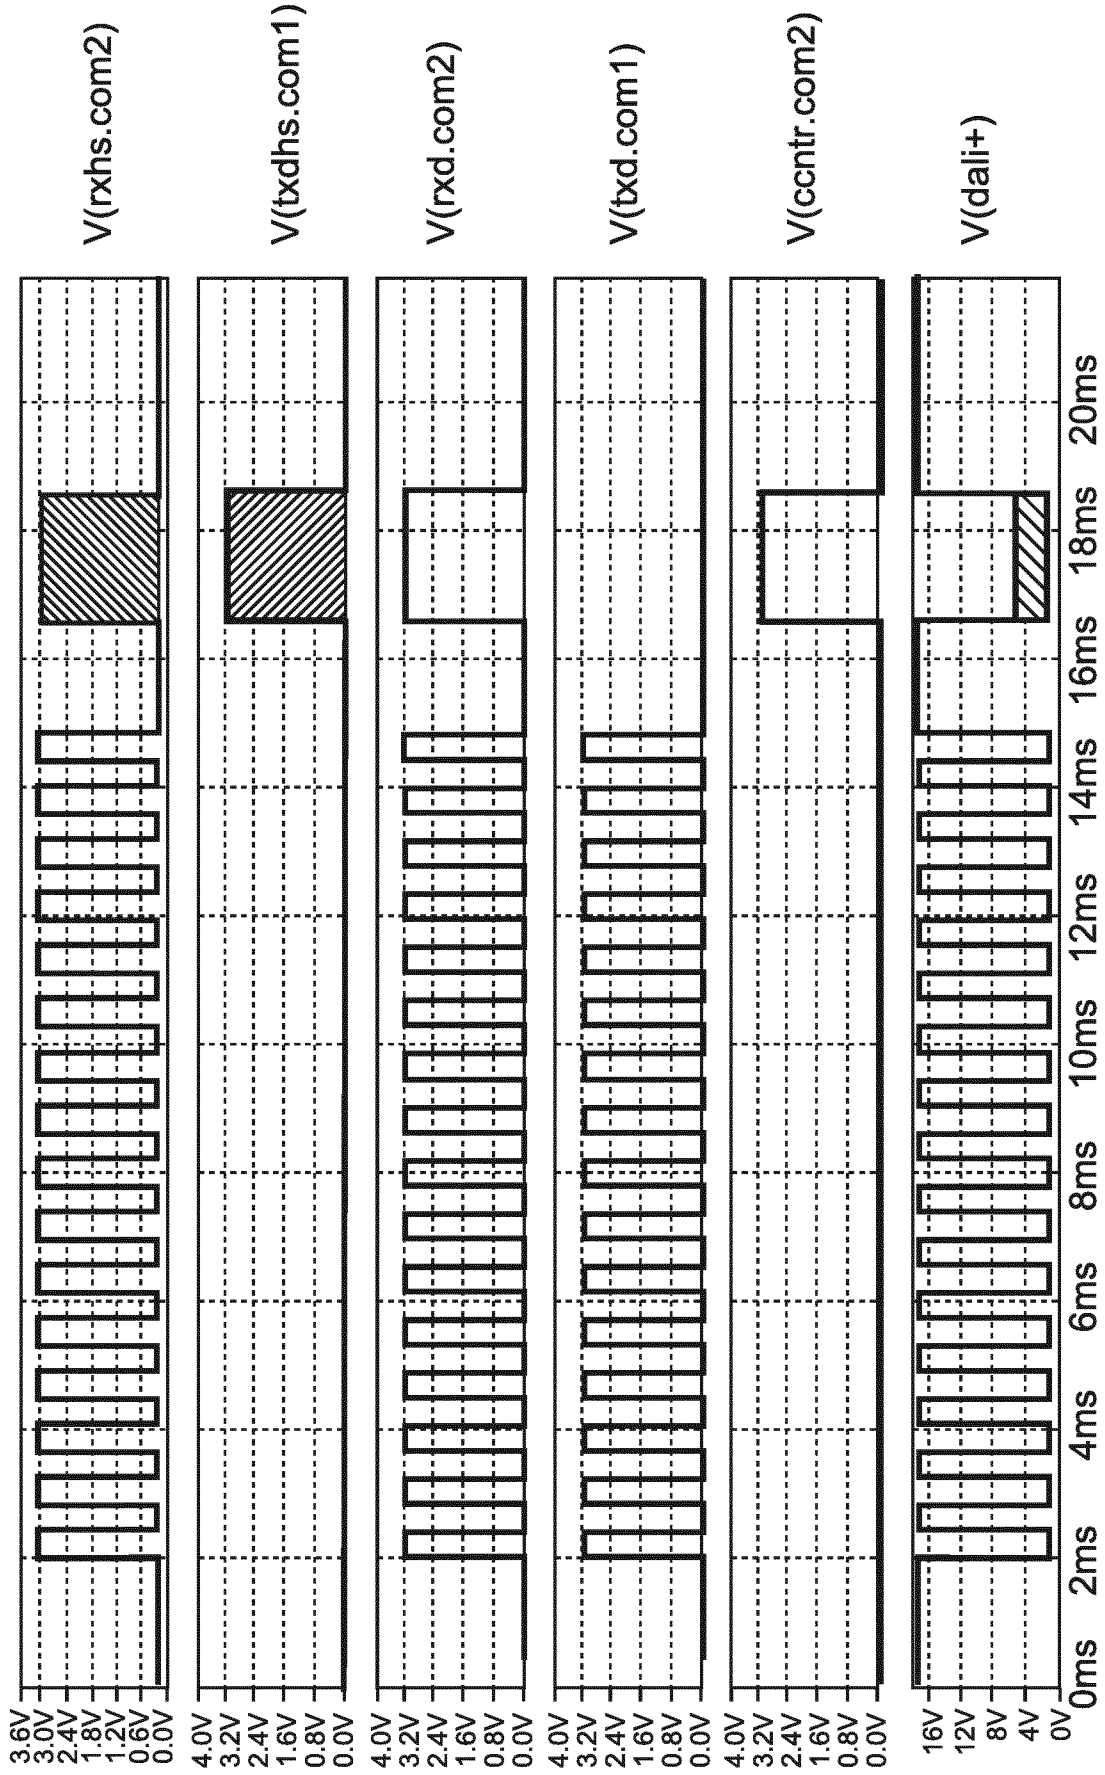 V(rxhs.com2)
3.6V
3.0V
2.4V
1.8V
1.2V
0.6V
0.0V
V(txdhs.com1)
4.0V
3.2V
2.4V
1.6V
0.8V
0.0V
V(rxd.com2)
4.0V
3.2V
2.4V
1.6V
0.8V
0.0V
V(txd.com1)
4.0V
3.2V
2.4V
1.6V
0.8V
0.0V
V(ccntr.com2)
4.0V
3.2V
2.4V
1.6V
0.8V
0.0V
V(dali+)
16V
12V
8V
4V
0V
0ms 2ms 4ms 6ms 8ms 10ms 12ms 14ms 16ms 18ms 20ms